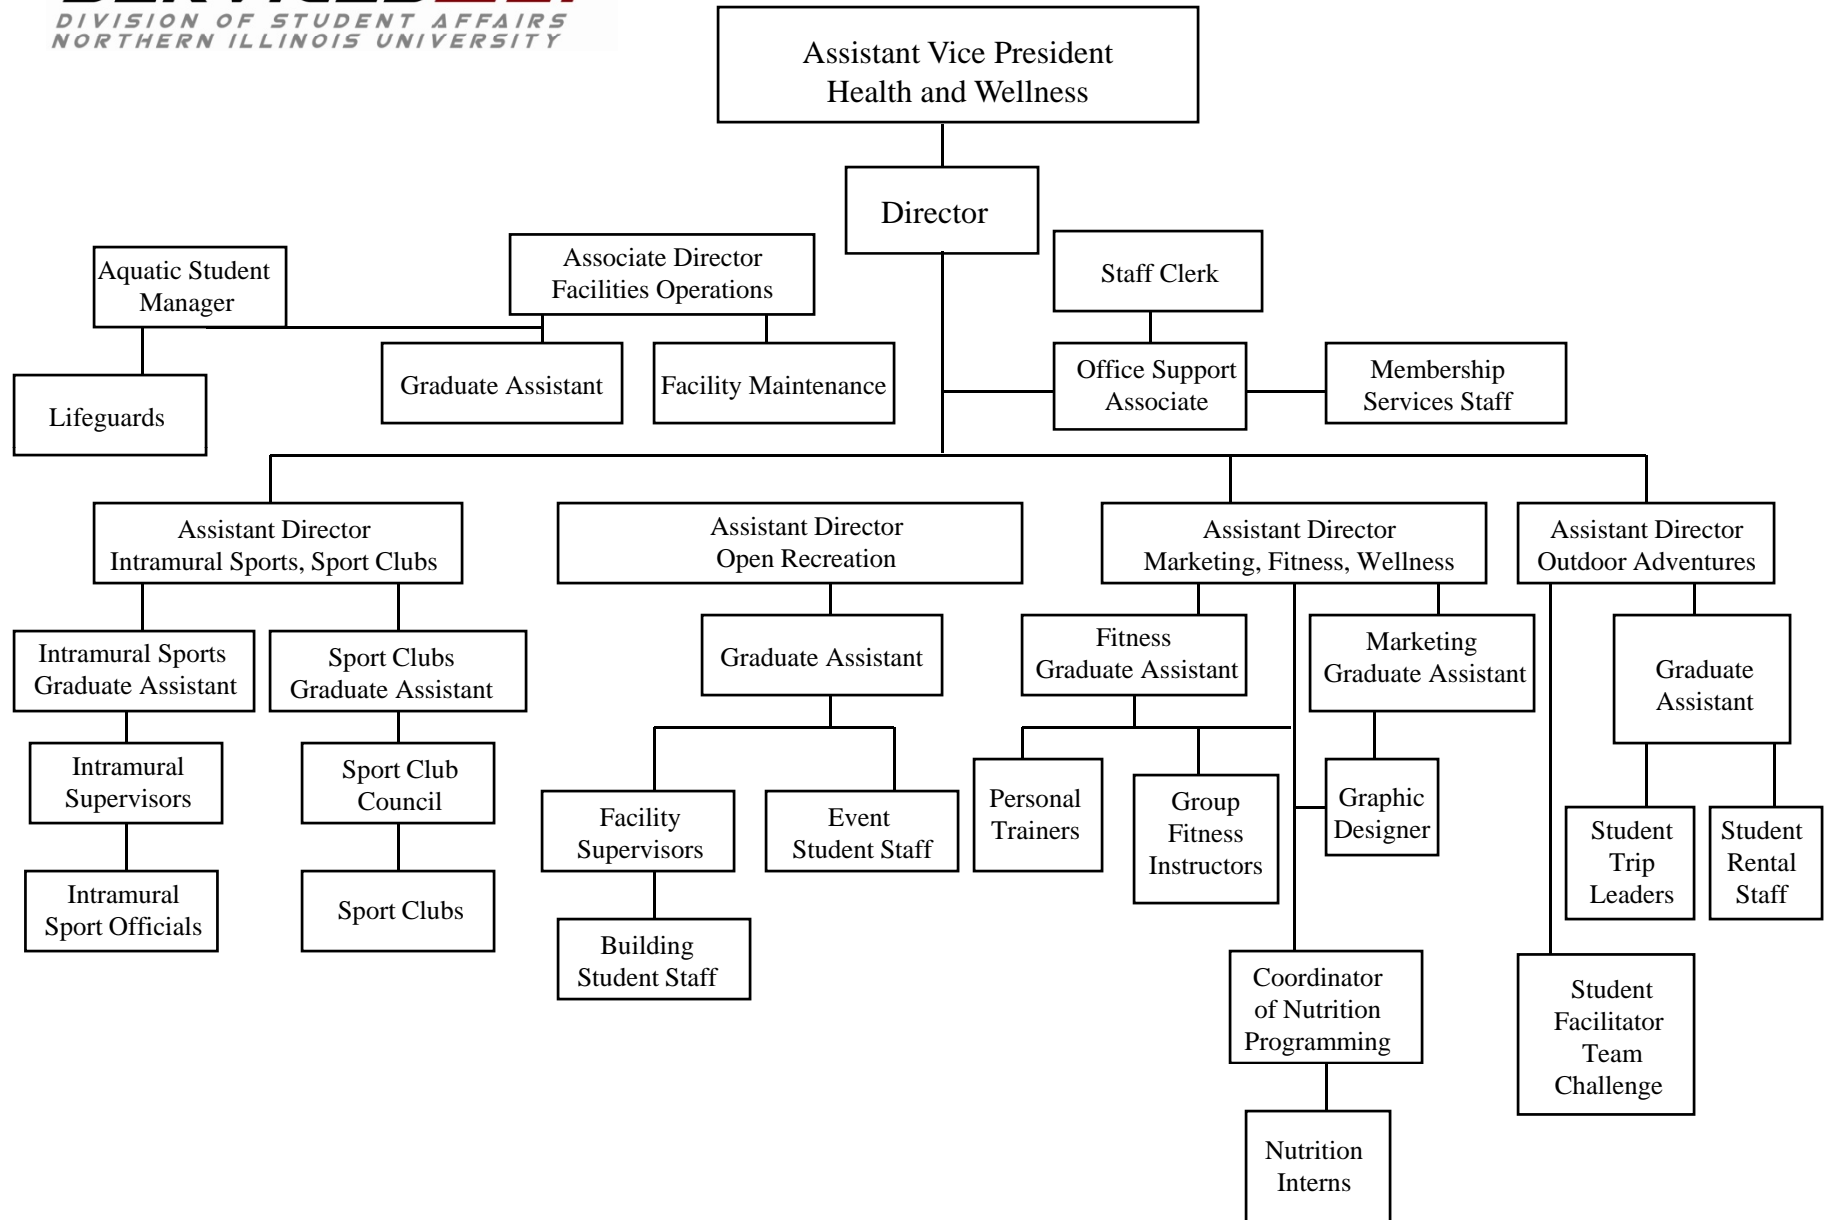 DIVISION OF STUDENT AFFAIRS
NORTHERN ILLINOIS UNIVERSITY
Assistant Vice President
Health and Wellness
Director
Aquatic Student
Manager
Associate Director
Facilities Operations
Staff Clerk
Lifeguards
Graduate Assistant
Facility Maintenance
Office Support
Associate
Membership
Services Staff
Assistant Director
Intramural Sports, Sport Clubs
Assistant Director
Open Recreation
Assistant Director
Marketing, Fitness, Wellness
Assistant Director
Outdoor Adventures
Intramural Sports
Graduate Assistant
Sport Clubs
Graduate Assistant
Graduate Assistant
Fitness
Graduate Assistant
Marketing
Graduate Assistant
Graduate
Assistant
Intramural
Supervisors
Sport Club
Council
Facility
Supervisors
Event
Student Staff
Personal
Trainers
Group
Fitness
Instructors
Graphic
Designer
Student
Trip
Leaders
Student
Rental
Staff
Intramural
Sport Officials
Sport Clubs
Building
Student Staff
Coordinator
of Nutrition
Programming
Student
Facilitator
Team
Challenge
Nutrition
Interns